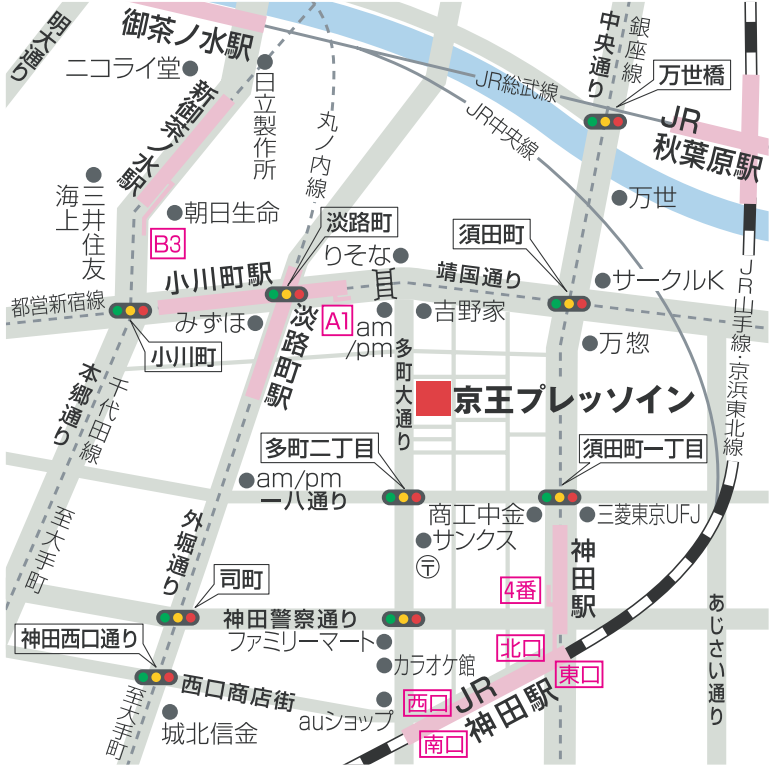 明大通り
御茶ノ水駅
ニコライ堂
新御茶ノ水駅
日立製作所
丸ノ内線
JR総武線
JR中央線
中央通り
銀座線
万世橋
JR
秋葉原駅
三井住友
海上
朝日生命
B3
淡路町
りそな
須田町
万世
小川町駅
靖国通り
サークルK
都営新宿線
みずほ
A1
am
/pm
吉野家
小川町
淡路町駅
万惣
JR山手線・京浜東北線
本郷通り
千代田線
多町大通り
京王プレッソイン
多町二丁目
須田町一丁目
am/pm
一八通り
商工中金
三菱東京UFJ
至大手町
外堀通り
サンクス
〒
神田駅
4番
司町
神田警察通り
あじさい通り
神田西口通り
ファミリーマート
カラオケ館
北口
東口
西口商店街
西口
JR
神田駅
auショップ
南口
至大手町
城北信金